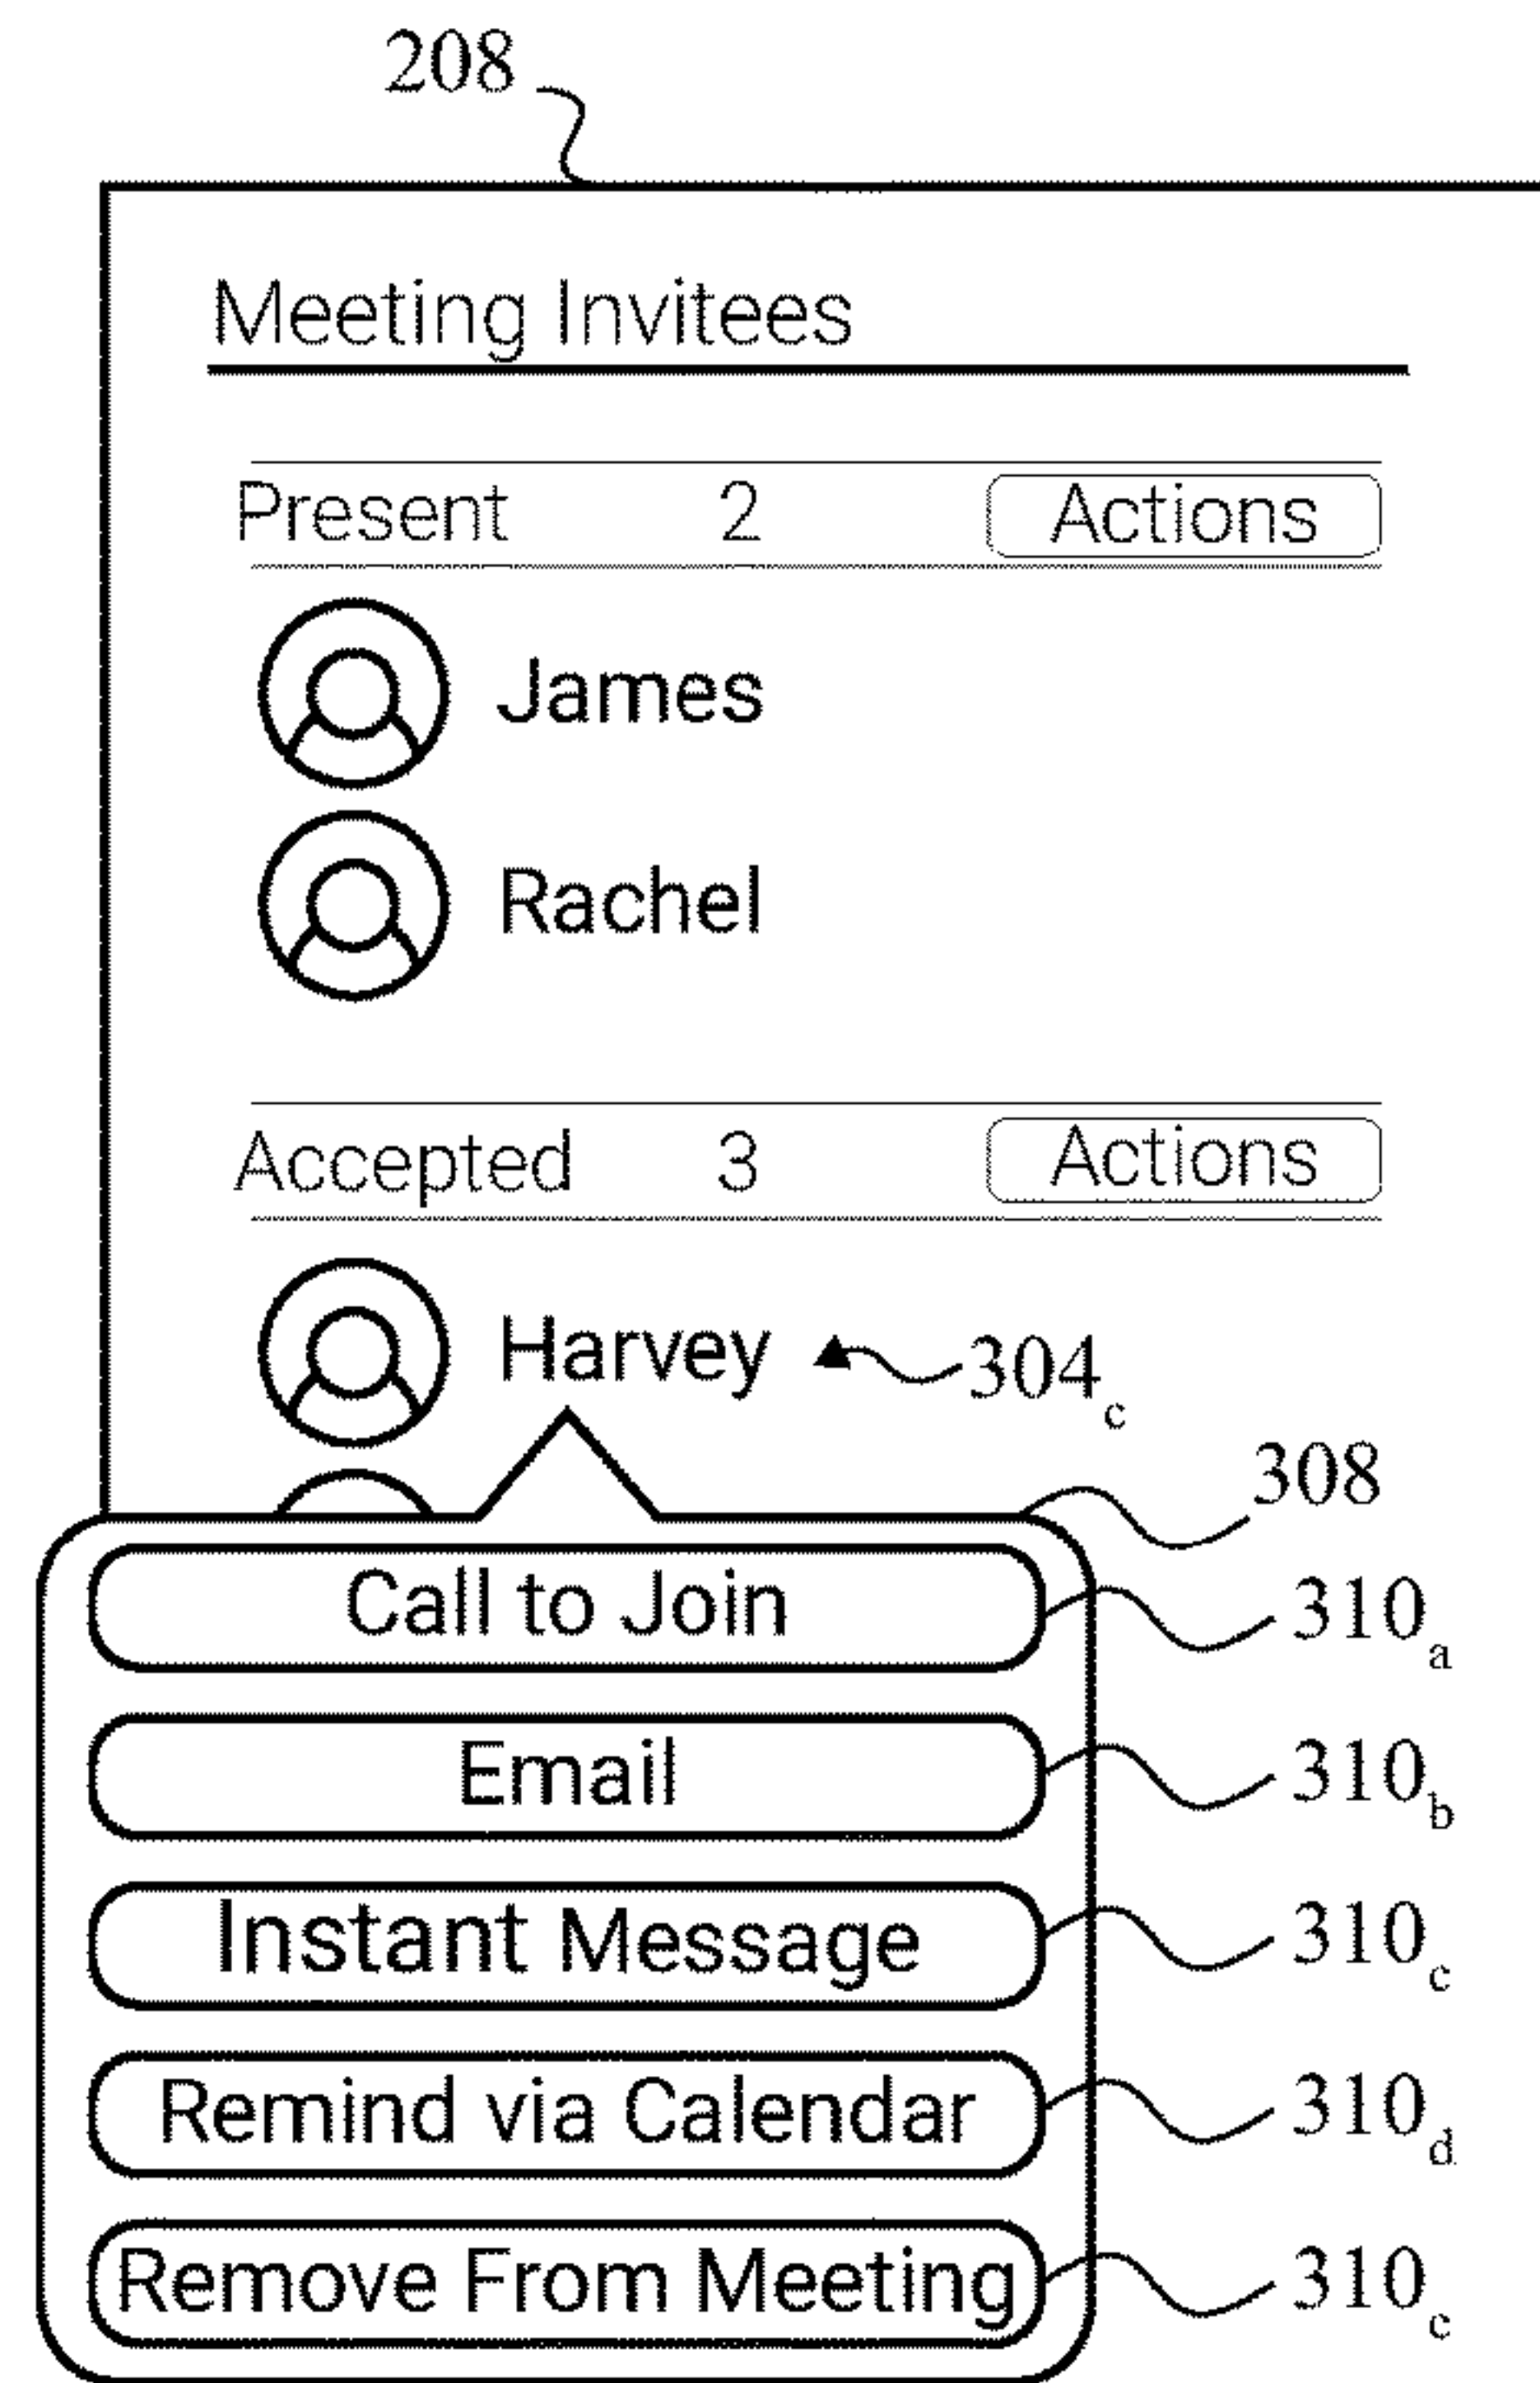 208
Meeting Invitees
Present 2 Actions
James
Rachel
Accepted 3 Actions
Harvey 304c
308
Call to Join 310a
Email 310b
Instant Message 310c
Remind via Calendar 310d
Remove From Meeting 310c